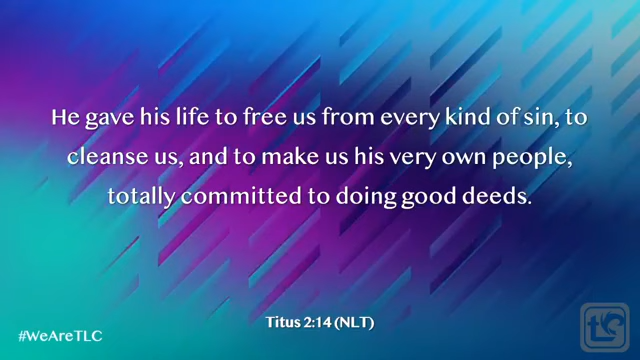 He gave his life to free us from every kind of sin, to
cleanse us, and to make us his very own people,
totally committed to doing good deeds.
Titus 2:14 (NLT)
#WeAreTLC